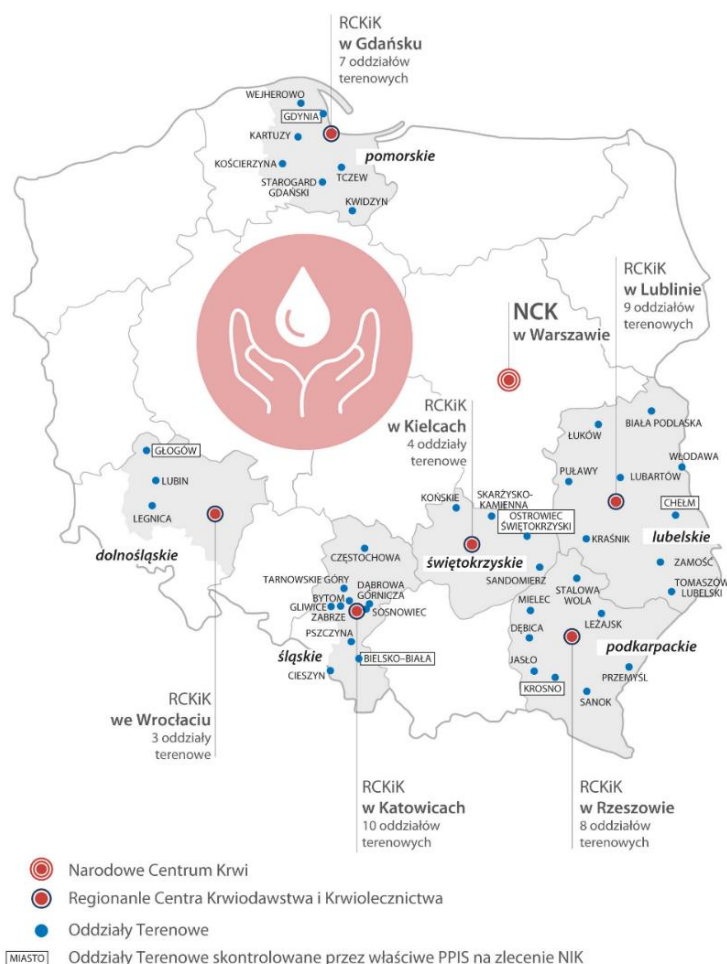 RCKiK
w Gdańsku
7 oddziałów
terenowych
WEJHEROWO
GDYNIA
KARTUZY
pomorskie
KOŚCIERZYNA
TCZEW
STAROGARD
GDAŃSKI
KWIDZYN
RCKiK
w Lublinie
9 oddziałów
terenowych
NCK
w Warszawie
RCKiK
w Kielcach
4 oddziały
terenowe
BIAŁA PODLASKA
ŁUKÓW
WŁODAWA
PUŁAWY
LUBARTÓW
CHEŁM
KRAŚNIK
lubelskie
ZAMOŚĆ
TOMASZÓW
LUBELSKI
GŁOGÓW
LUBIN
LEGNICA
dolnośląskie
KOŃSKIE
SKARŻYSKO-
KAMIENNA
OSTROWIEC
ŚWIĘTOKRZYSKI
świętokrzyskie
SANDOMIERZ
CZĘSTOCHOWA
TARNOWSKIE GÓRY
DĄBROWA
GÓRNICZA
BYTOM
GLIWICE
ZABRZE
SOSNOWIEC
PSZCZYNA
śląskie
BIELSKO–BIAŁA
CIESZYN
STALOWA
WOLA
MIELEC
LEŻAJSK
DĘBICA
podkarpackie
JASŁO
PRZEMYŚL
KROSNO
SANOK
RCKiK
we Wrocłaciu
3 oddziały
terenowe
RCKiK
w Katowicach
10 oddziałów
terenowych
RCKiK
w Rzeszowie
8 oddziałów
terenowych
Narodowe Centrum Krwi
Regionanle Centra Krwiodawstwa i Krwiolecznictwa
Oddziały Terenowe
MIASTO Oddziały Terenowe skontrolowane przez właściwe PPIS na zlecenie NIK